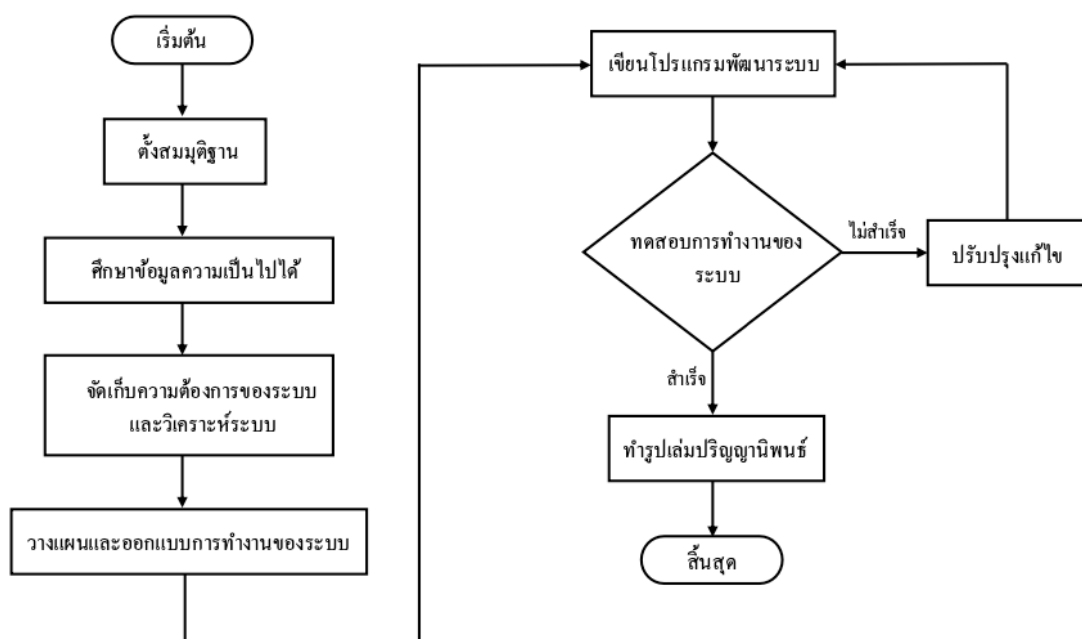 เริ่มต้น
ตั้งสมมุติฐาน
ศึกษาข้อมูลความเป็นไปได้
จัดเก็บความต้องการของระบบ
และวิเคราะห์ระบบ
วางแผนและออกแบบการทำงานของระบบ
เขียนโปรแกรมพัฒนาระบบ
ทดสอบการทำงานของ
ระบบ
ไม่สำเร็จ
ปรับปรุงแก้ไข
สำเร็จ
ทำรูปเล่มปริญญานิพนธ์
สิ้นสุด